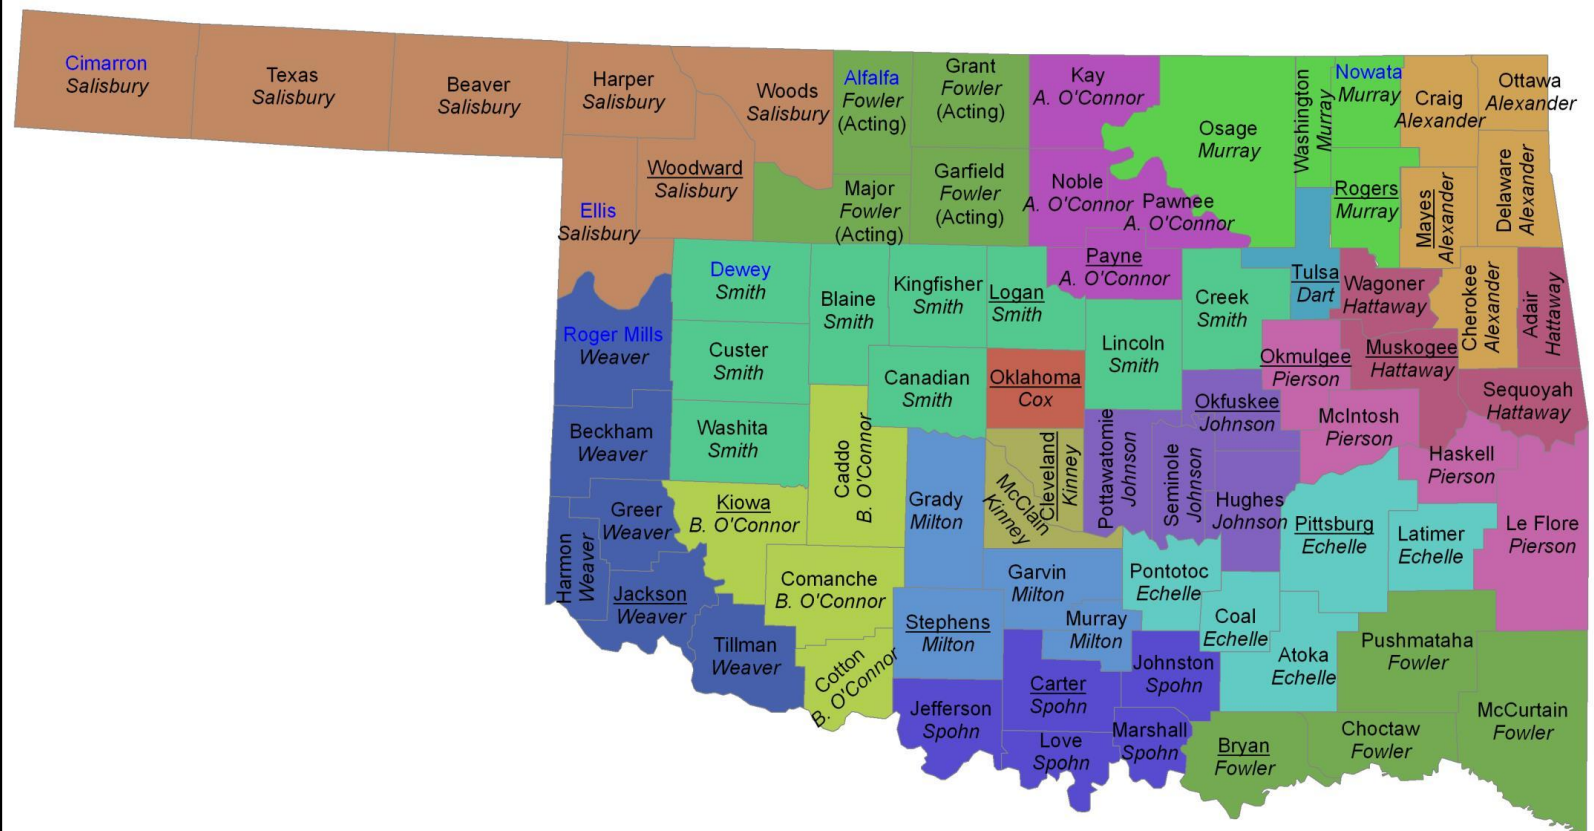 Cimarron
Salisbury
Texas
Salisbury
Beaver
Salisbury
Harper
Salisbury
Woods
Salisbury
Alfalfa
Fowler
(Acting)
Grant
Fowler
(Acting)
Kay
A. O'Connor
Osage
Murray
Washington
Murray
Nowata
Murray
Craig
Alexander
Ottawa
Alexander
Ellis
Salisbury
Woodward
Salisbury
Major
Fowler
(Acting)
Garfield
Fowler
(Acting)
Noble
A. O'Connor
Pawnee
A. O'Connor
Rogers
Murray
Mayes
Alexander
Delaware
Alexander
Dewey
Smith
Blaine
Smith
Kingfisher
Smith
Logan
Smith
Payne
A. O'Connor
Creek
Smith
Tulsa
Dart
Wagoner
Hattaway
Cherokee
Alexander
Adair
Hattaway
Roger Mills
Weaver
Custer
Smith
Canadian
Smith
Oklahoma
Cox
Lincoln
Smith
Okmulgee
Pierson
Muskogee
Hattaway
Sequoyah
Hattaway
Beckham
Weaver
Washita
Smith
Caddo
B. O'Connor
Grady
Milton
McClain
Kinney
Cleveland
Kinney
Pottawatomie
Johnson
Seminole
Johnson
Okfuskee
Johnson
Hughes
Johnson
McIntosh
Pierson
Haskell
Pierson
Harmon
Weaver
Greer
Weaver
Kiowa
B. O'Connor
Pittsburg
Echelle
Latimer
Echelle
Le Flore
Pierson
Jackson
Weaver
Comanche
B. O'Connor
Garvin
Milton
Pontotoc
Echelle
Coal
Echelle
Tillman
Weaver
Cotton
B. O'Connor
Stephens
Milton
Murray
Milton
Johnston
Spohn
Atoka
Echelle
Pushmataha
Fowler
Jefferson
Spohn
Carter
Spohn
Love
Spohn
Marshall
Spohn
Bryan
Fowler
Choctaw
Fowler
McCurtain
Fowler